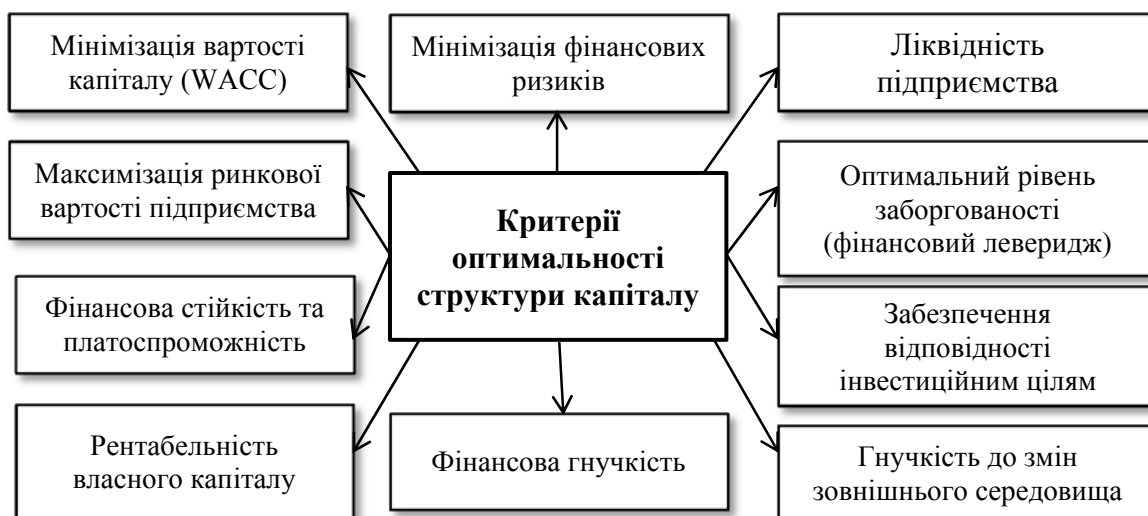 Мінімізація вартості
капіталу (WACC)
Мінімізація фінансових
ризиків
Ліквідність
підприємства
Максимізація ринкової
вартості підприємства
Критерії
оптимальності
структури капіталу
Оптимальний рівень
заборгованості
(фінансовий леверидж)
Фінансова стійкість та
платоспроможність
Забезпечення
відповідності
інвестиційним цілям
Рентабельність
власного капіталу
Фінансова гнучкість
Гнучкість до змін
зовнішнього середовища